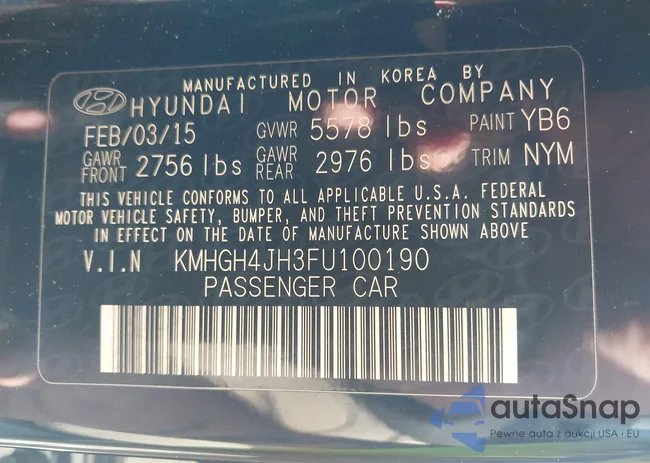 MANUFACTURED IN KOREA BY
HYUNDAI MOTOR COMPANY
FEB/03/15 GVWR 5578 lbs PAINT YB6
GAWR FRONT 2756 lbs GAWR REAR 2976 lbs TRIM NYM
THIS VEHICLE CONFORMS TO ALL APPLICABLE U.S.A. FEDERAL
MOTOR VEHICLE SAFETY, BUMPER, AND THEFT PREVENTION STANDARDS
IN EFFECT ON THE DATE OF MANUFACTURE SHOWN ABOVE
V.I.N KMHGH4JH3FU100190
PASSENGER CAR
autaSnap
Pewne auta z aukcji USA i EU